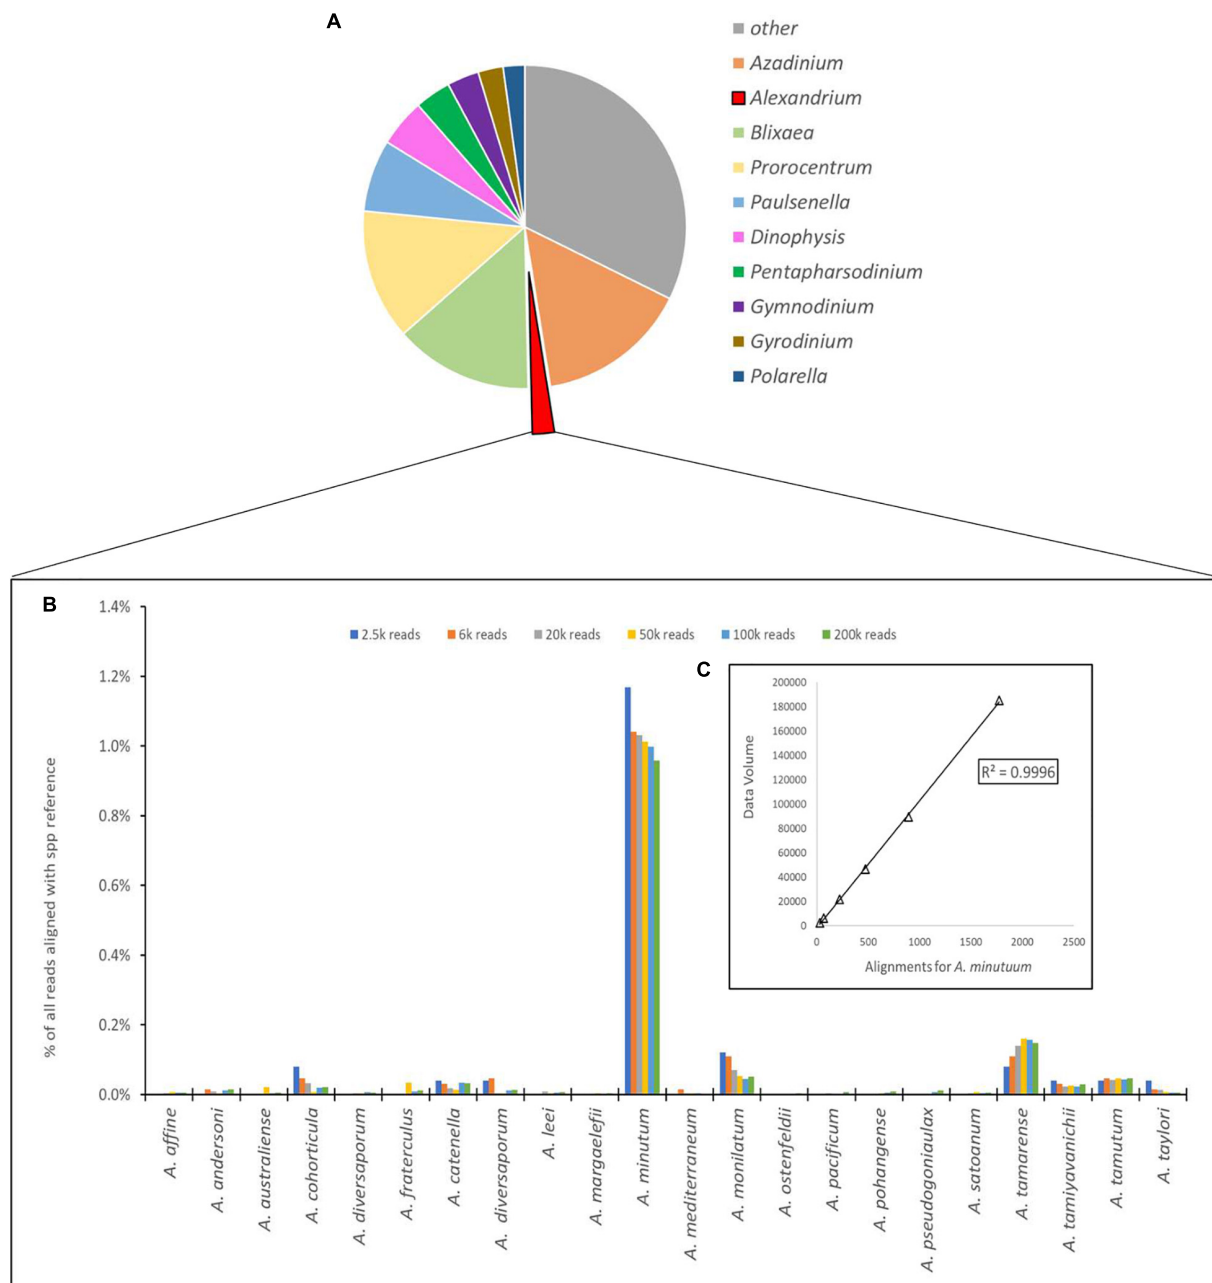 A
other
Azadinium
Alexandrium
Blixaea
Prorocentrum
Paulsenella
Dinophysis
Pentapharsodinium
Gymnodinium
Gyrodinium
Polarella
B
% of all reads aligned with spp reference
1.4%
1.2%
1.0%
0.8%
0.6%
0.4%
0.2%
0.0%
2.5k reads 6k reads 20k reads 50k reads 100k reads 200k reads
C
Data Volume
200000
180000
160000
140000
120000
100000
80000
60000
40000
20000
0
R² = 0.9996
0 500 1000 1500 2000 2500
Alignments for A. minutuum
A. affine
A. andersoni
A. australiense
A. cohorticula
A. diversaporum
A. fraterculus
A. catenella
A. diversaporum
A. leei
A. margaelefii
A. minutum
A. mediterraneum
A. monilatum
A. ostenfeldii
A. pacificum
A. pohangense
A. pseudogoniaulax
A. satoanum
A. tamarense
A. tamiyavanichii
A. tamutum
A. taylori